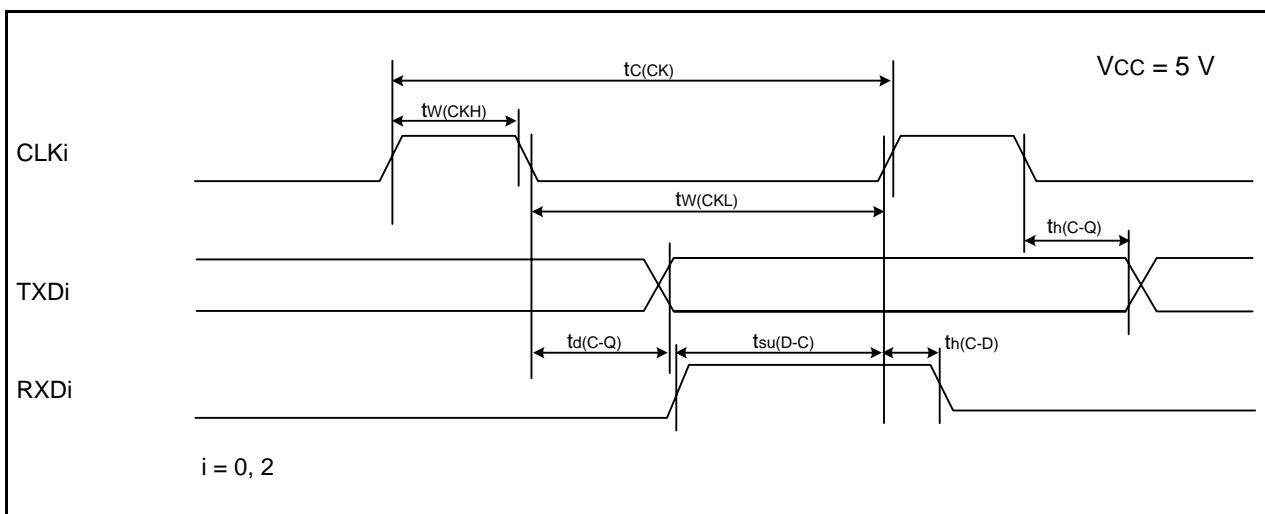 VCC = 5 V
tC(CK)
tW(CKH)
CLKi
tW(CKL)
th(C-Q)
TXDi
td(C-Q)
tsu(D-C)
th(C-D)
RXDi
i = 0, 2